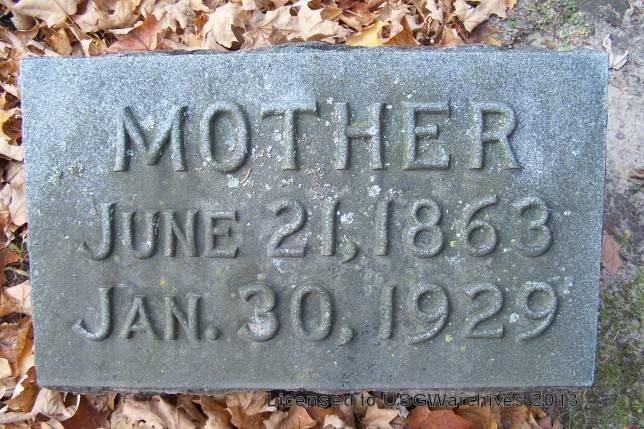 MOTHER
JUNE 21, 1863
JAN. 30, 1929
Licensed to USGWarchives 2013